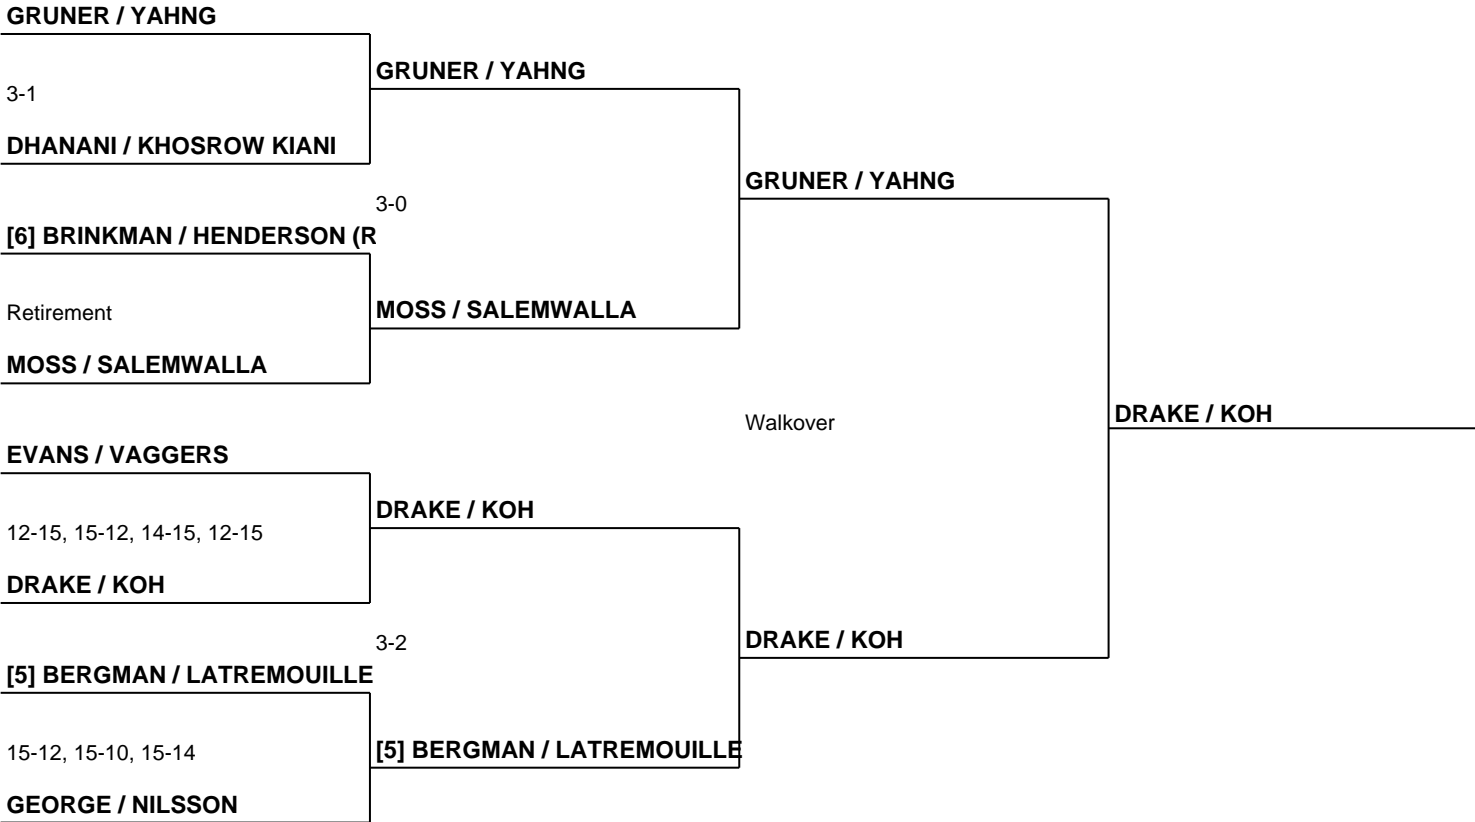 GRUNER / YAHNG
3-1
DHANANI / KHOSROW KIANI
[6] BRINKMAN / HENDERSON (R
Retirement
MOSS / SALEMWALLA
EVANS / VAGGERS
12-15, 15-12, 14-15, 12-15
DRAKE / KOH
[5] BERGMAN / LATREMOUILLE
15-12, 15-10, 15-14
GEORGE / NILSSON
GRUNER / YAHNG
3-0
MOSS / SALEMWALLA
DRAKE / KOH
3-2
[5] BERGMAN / LATREMOUILLE
GRUNER / YAHNG
Walkover
DRAKE / KOH
DRAKE / KOH